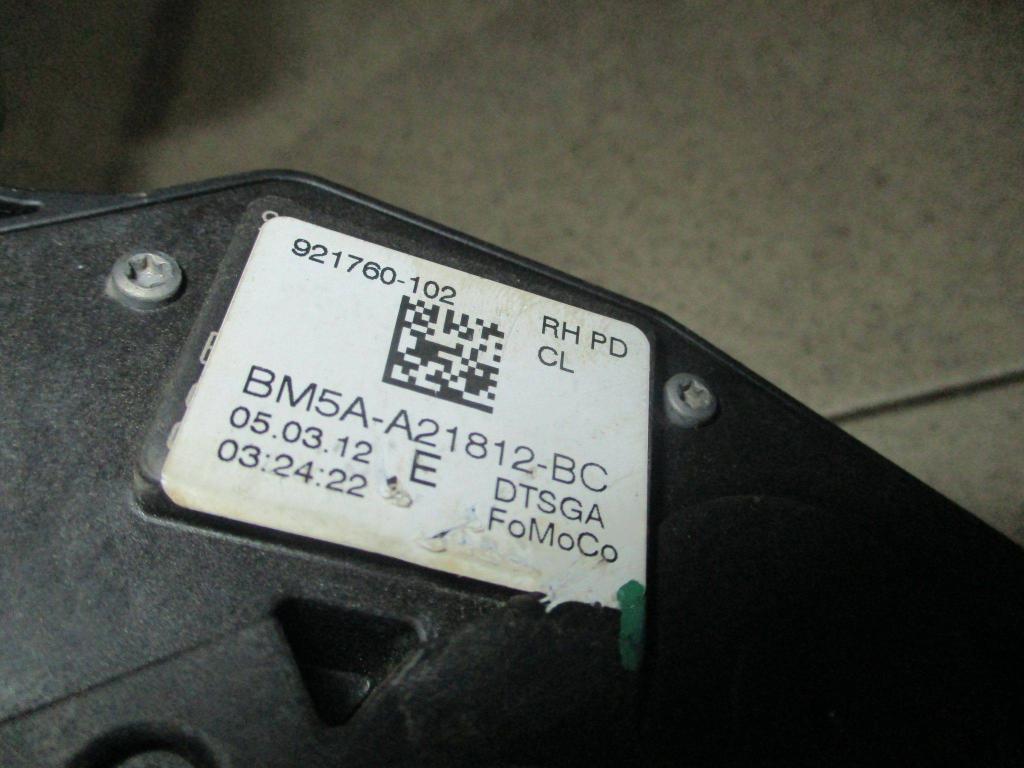 921760-102
RH PD
CL
BM5A-A21812-BC
05.03.12
E
03:24:22
DTSGA
FoMoCo